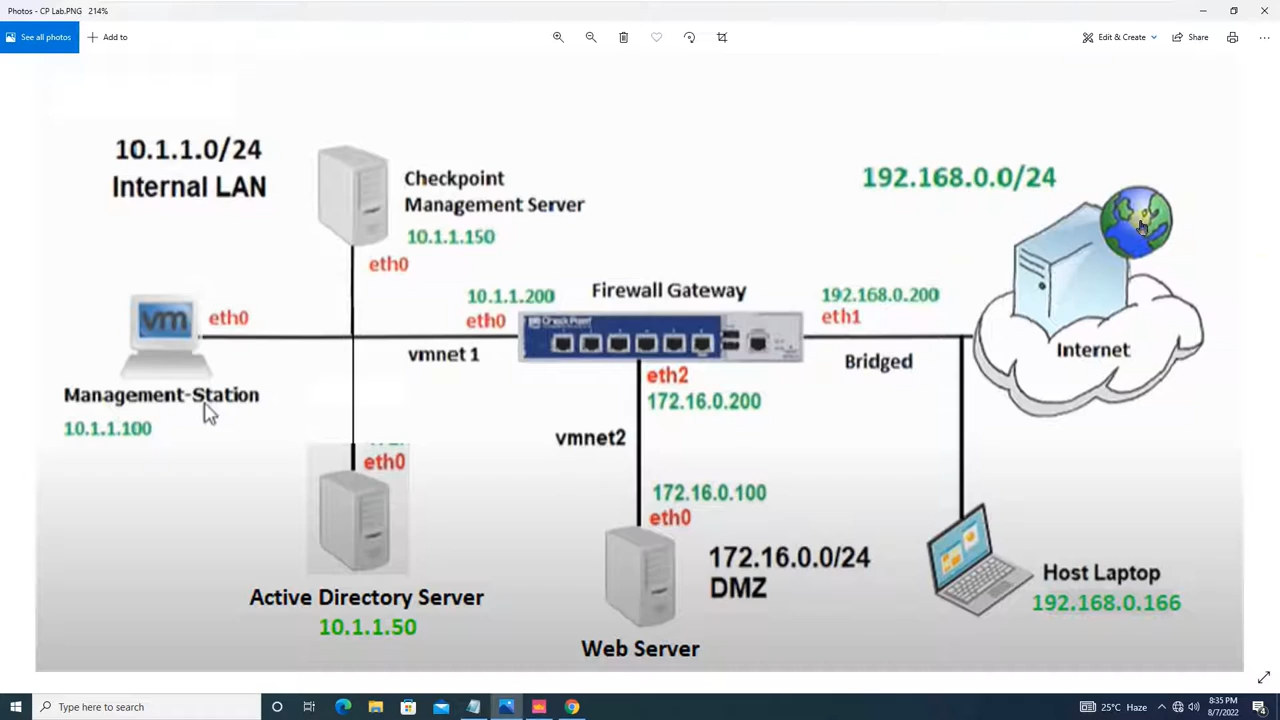 Photos - CP Lab.PNG 214%
See all photos
Add to
Edit & Create
Share
10.1.1.0/24
Internal LAN
Checkpoint
Management Server
10.1.1.150
eth0
192.168.0.0/24
Internet
eth0
Management-Station
10.1.1.100
10.1.1.200
eth0
vmnet 1
Firewall Gateway
CheckPoint
192.168.0.200
eth1
Bridged
eth2
172.16.0.200
vmnet2
172.16.0.100
eth0
172.16.0.0/24
DMZ
Web Server
eth0
Active Directory Server
10.1.1.50
Host Laptop
192.168.0.166
vm
Type here to search
25°C Haze
8:35 PM
8/7/2022
4